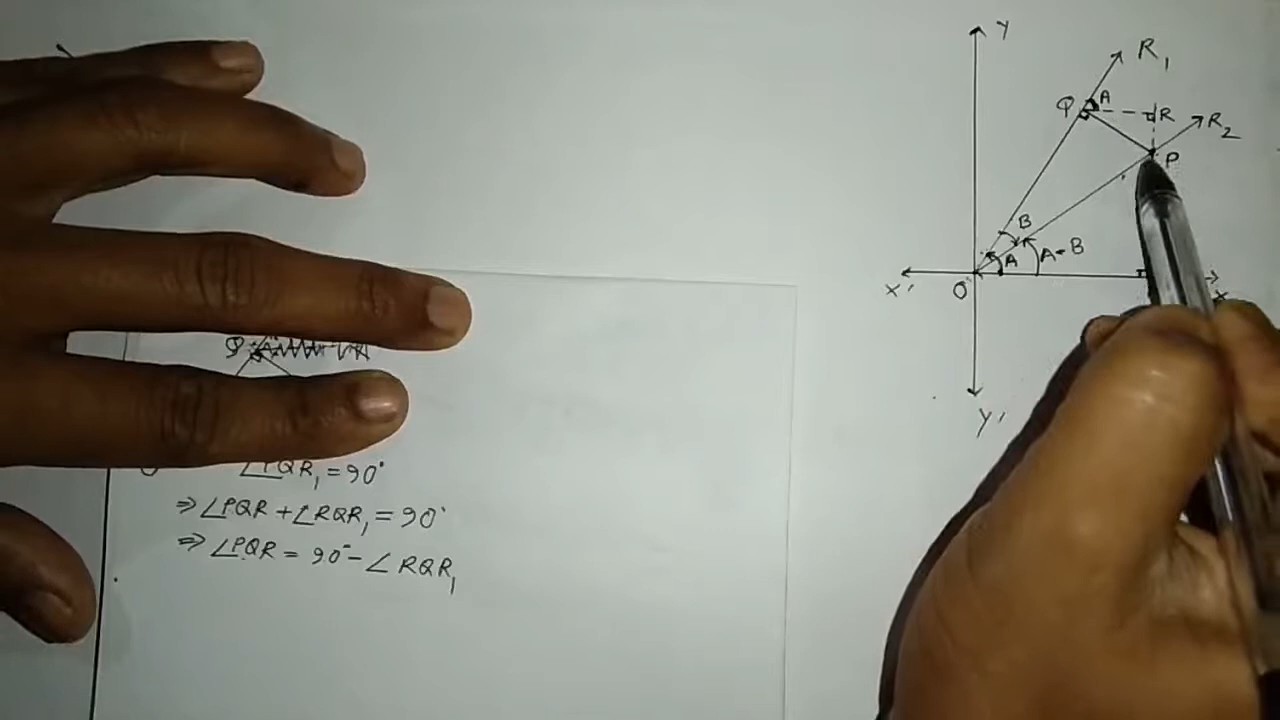 Y
R₁
Q A R R₂
P
B
A A-B
X' O X
Y'
Q
∠PQR₁ = 90°
⇒ ∠PQR + ∠RQR₁ = 90°
⇒ ∠PQR = 90° - ∠RQR₁